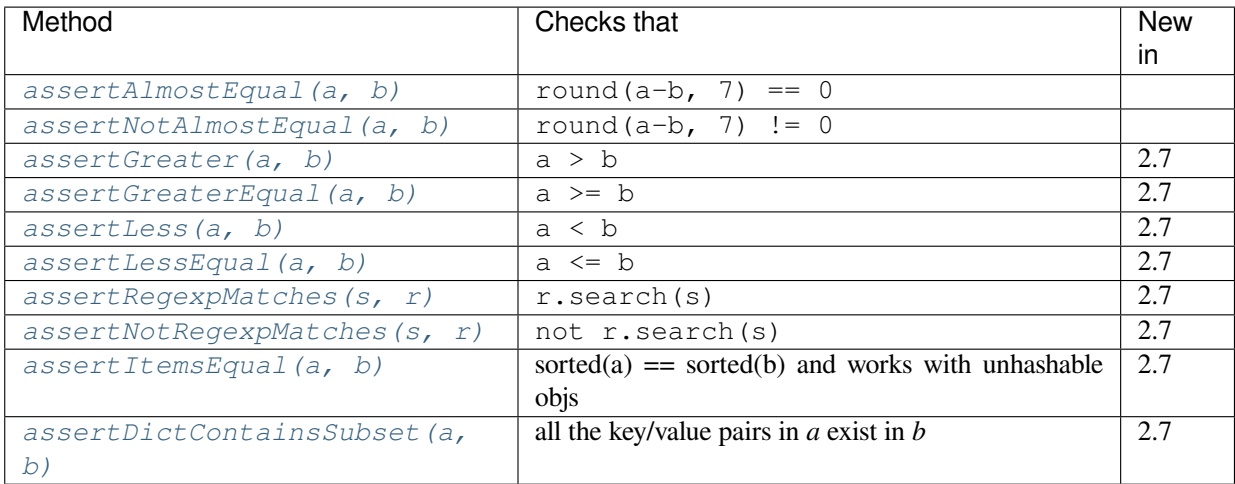 Method Checks that New
in
assertAlmostEqual(a, b) round(a-b, 7) == 0
assertNotAlmostEqual(a, b) round(a-b, 7) != 0
assertGreater(a, b) a > b 2.7
assertGreaterEqual(a, b) a >= b 2.7
assertLess(a, b) a < b 2.7
assertLessEqual(a, b) a <= b 2.7
assertRegexpMatches(s, r) r.search(s) 2.7
assertNotRegexpMatches(s, r) not r.search(s) 2.7
assertItemsEqual(a, b) sorted(a) == sorted(b) and works with unhashable 2.7
objs
assertDictContainsSubset(a, all the key/value pairs in a exist in b 2.7
b)